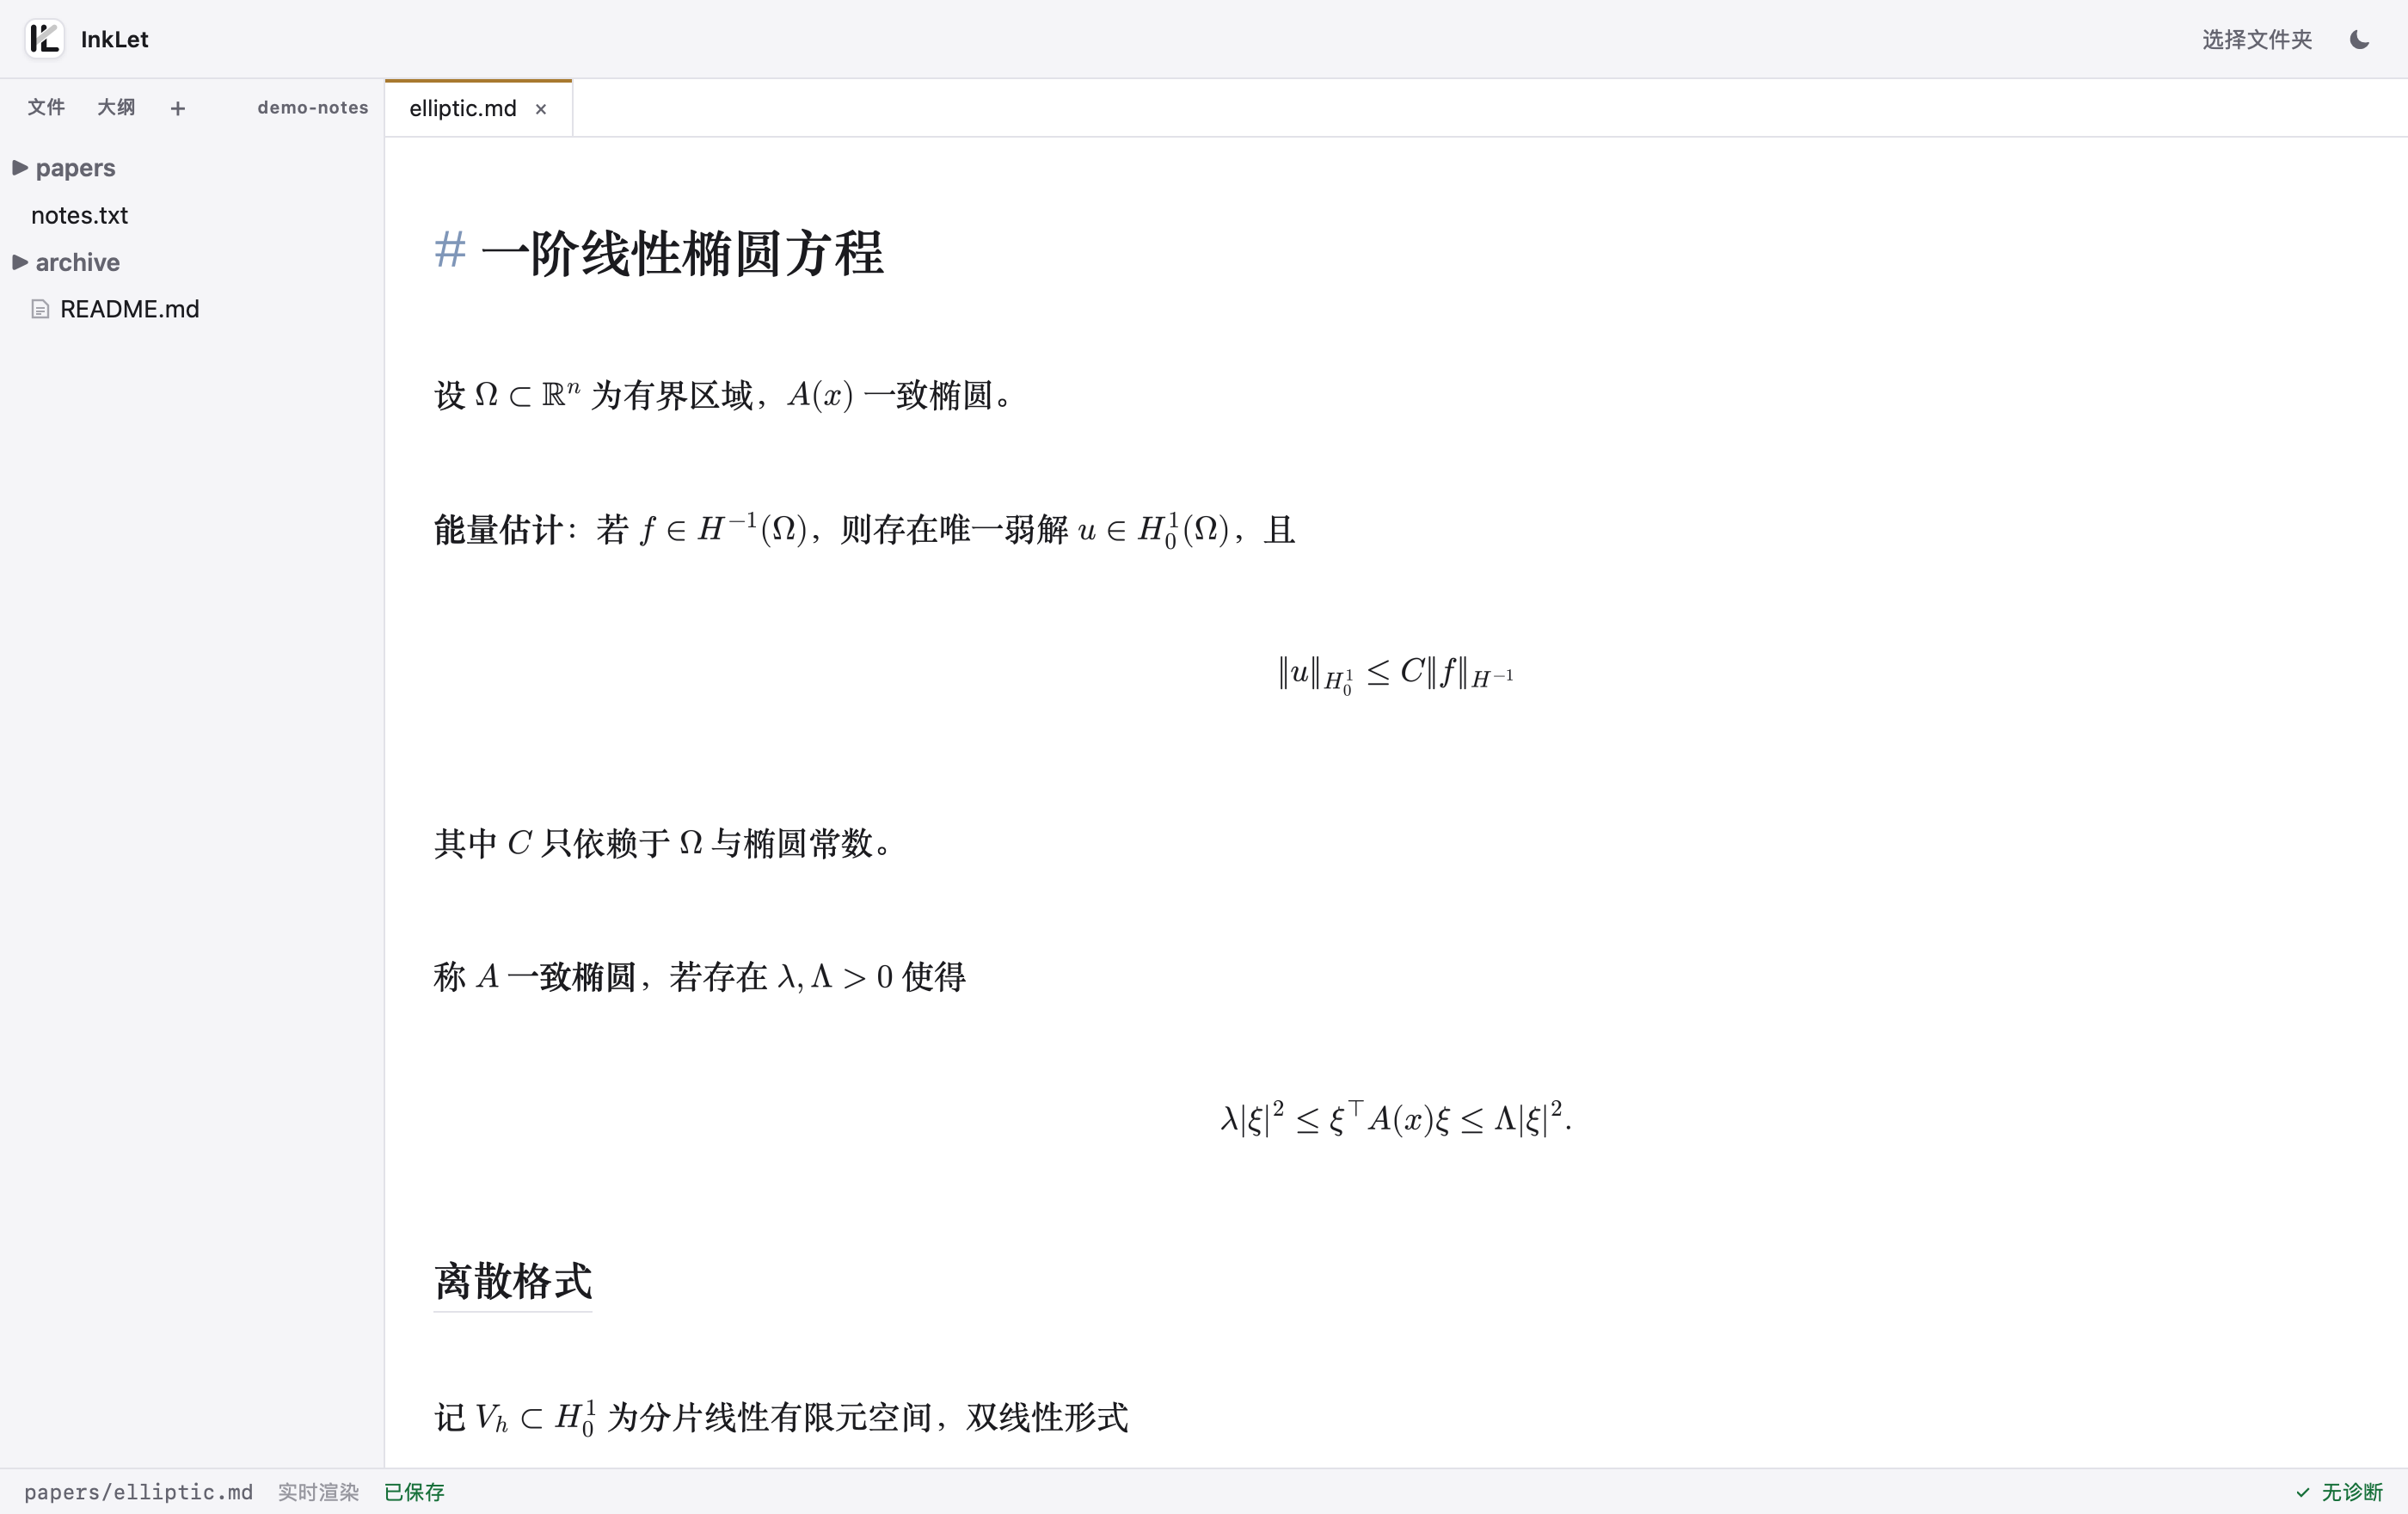 InkLet
选择文件夹
文件 大纲 + demo-notes
papers
notes.txt
archive
README.md
elliptic.md ×
# 一阶线性椭圆方程
设 Ω ⊂ ℝⁿ 为有界区域，A(x) 一致椭圆。
能量估计：若 f ∈ H⁻¹(Ω)，则存在唯一弱解 u ∈ H₀¹(Ω)，且
‖u‖_{H₀¹} ≤ C‖f‖_{H⁻¹}
其中 C 只依赖于 Ω 与椭圆常数。
称 A 一致椭圆，若存在 λ, Λ > 0 使得
λ|ξ|² ≤ ξ^⊤ A(x)ξ ≤ Λ|ξ|².
离散格式
记 V_h ⊂ H₀¹ 为分片线性有限元空间，双线性形式
papers/elliptic.md 实时渲染 已保存
✓ 无诊断